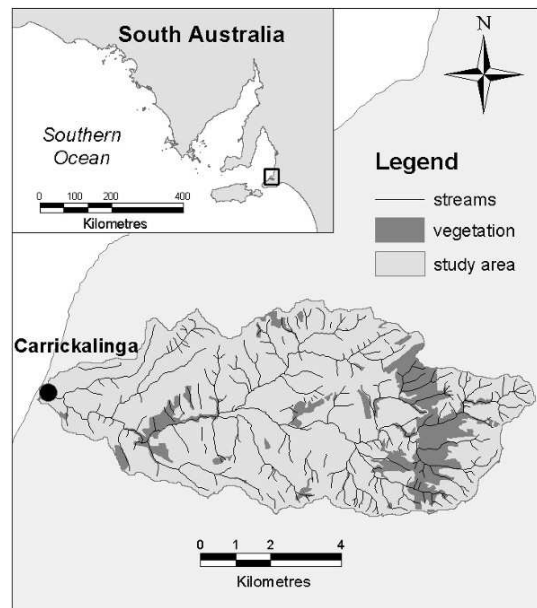 South Australia
N
Southern
Ocean
0 100 200 400
Kilometres
Legend
streams
vegetation
study area
Carrickalinga
0 1 2 4
Kilometres